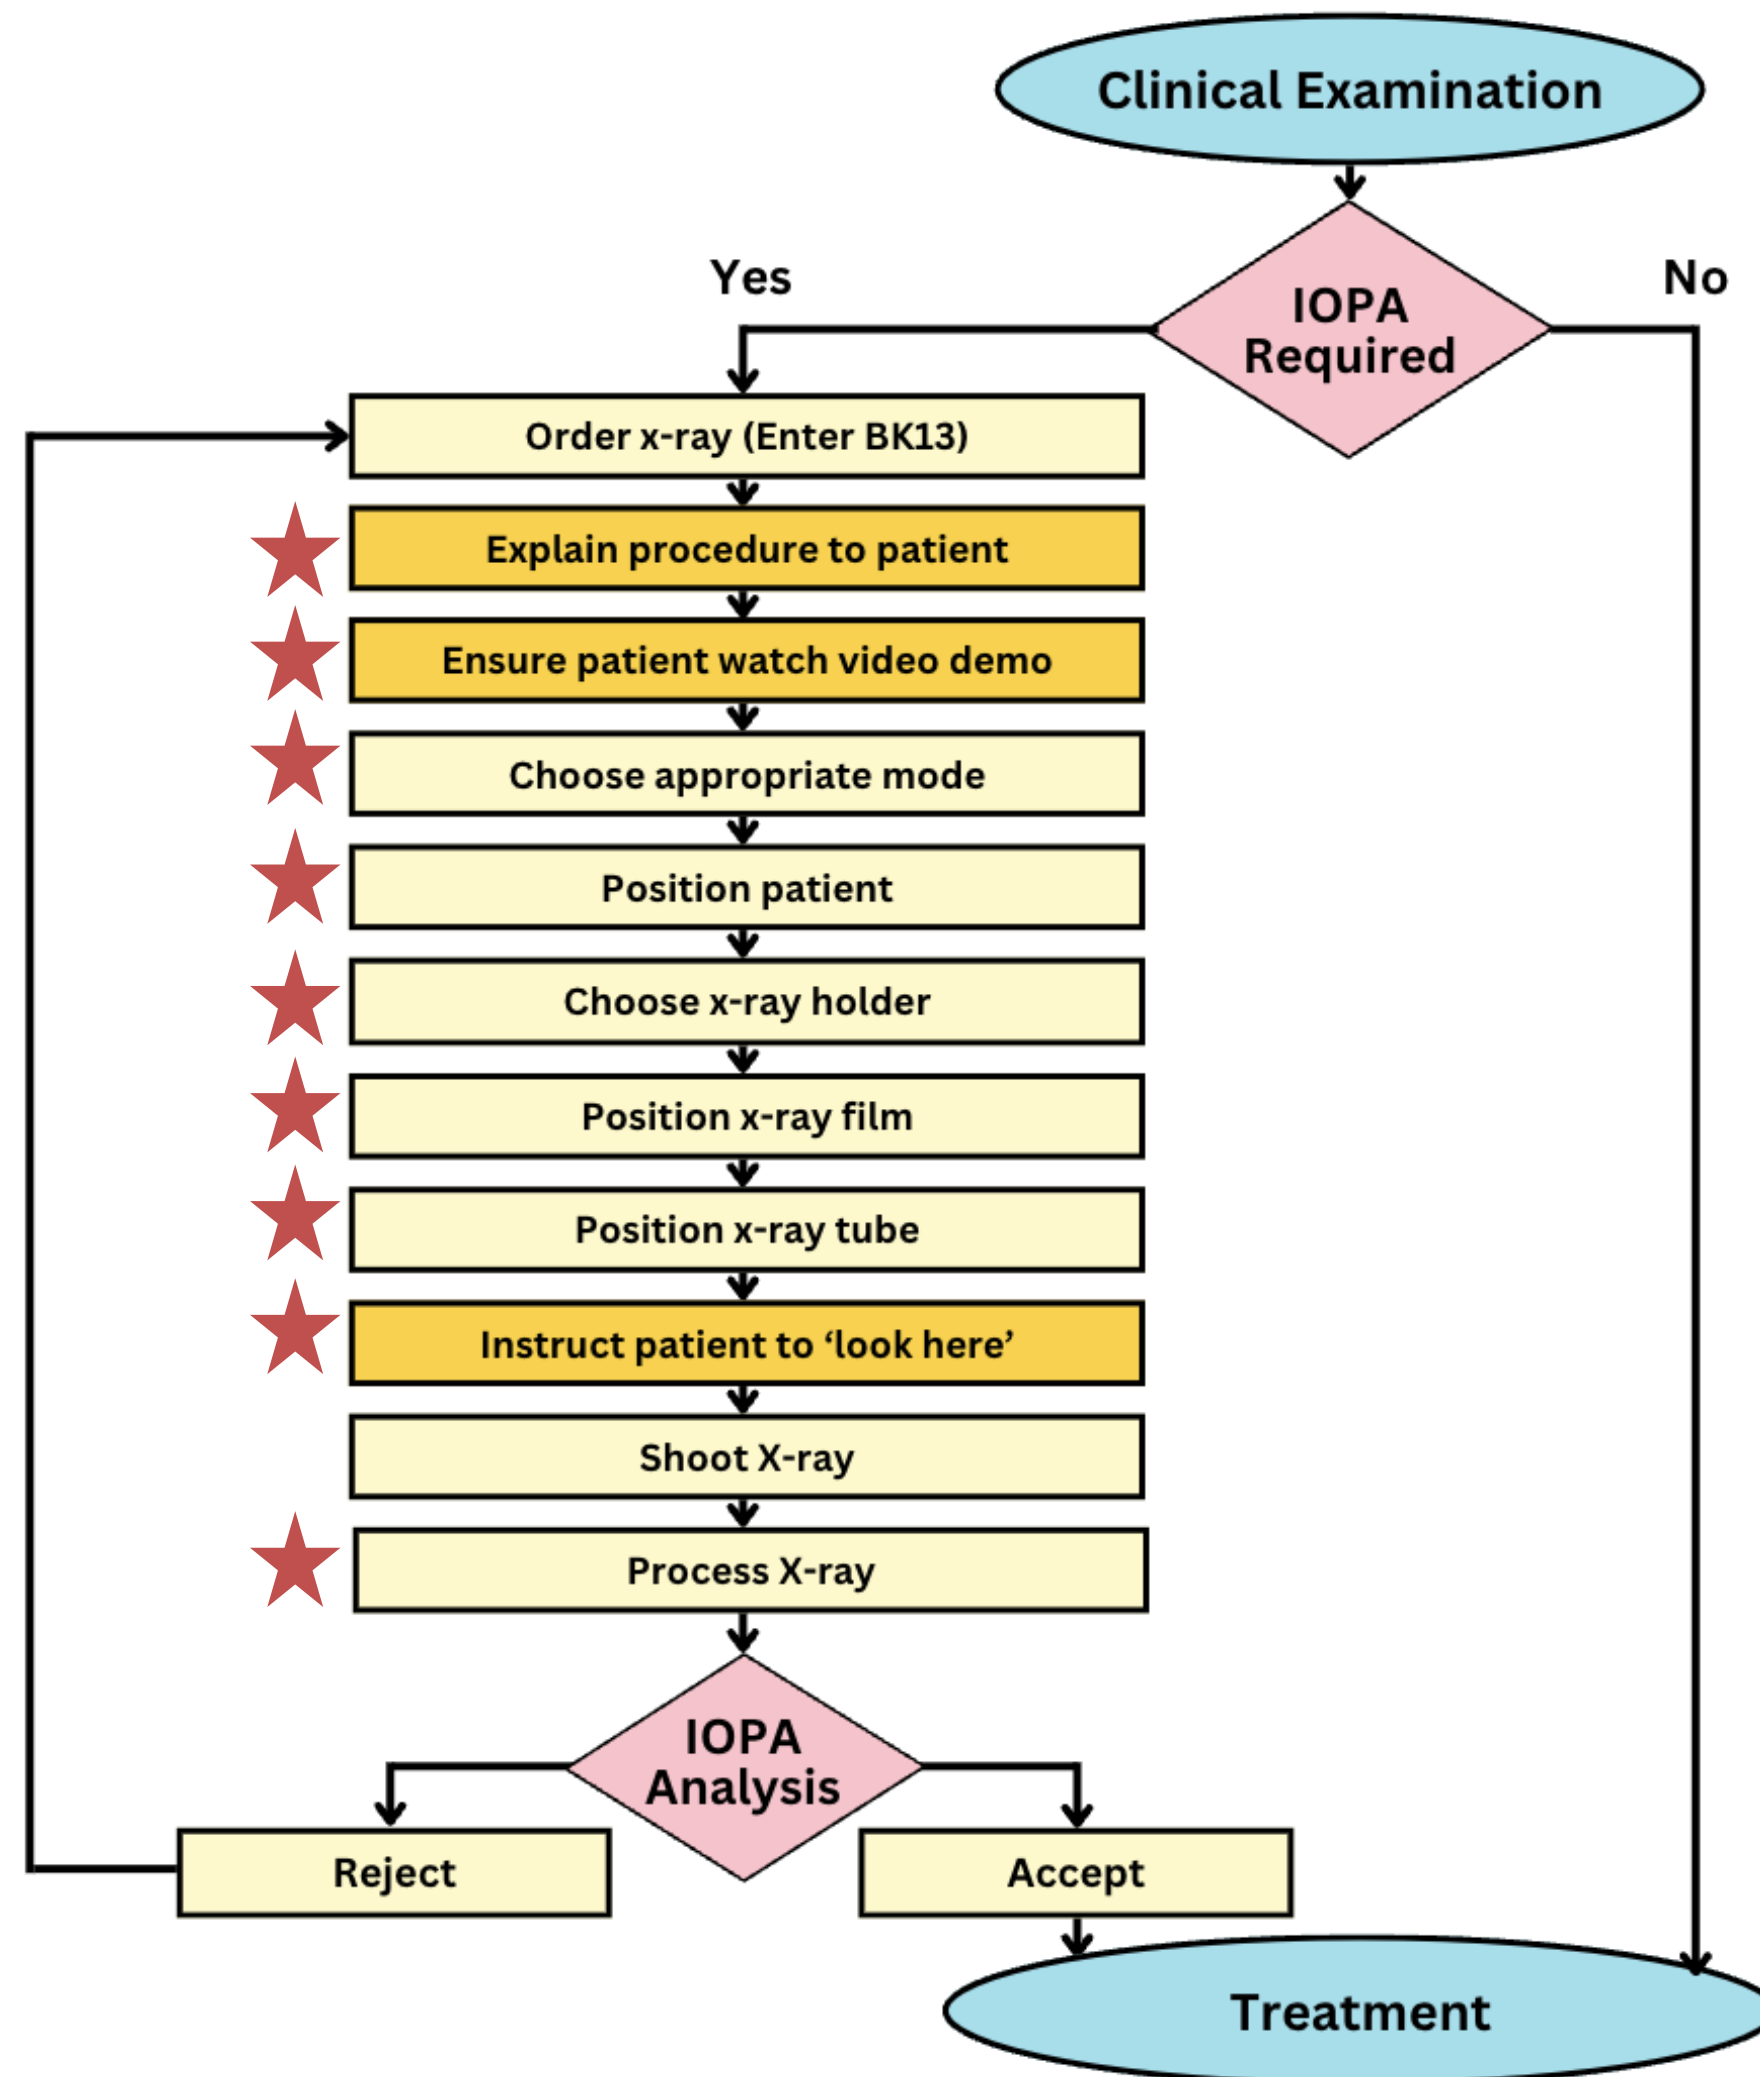 Clinical Examination
Yes
No
IOPA
Required
Order x-ray (Enter BK13)
Explain procedure to patient
Ensure patient watch video demo
Choose appropriate mode
Position patient
Choose x-ray holder
Position x-ray film
Position x-ray tube
Instruct patient to ‘look here’
Shoot X-ray
Process X-ray
IOPA
Analysis
Reject
Accept
Treatment